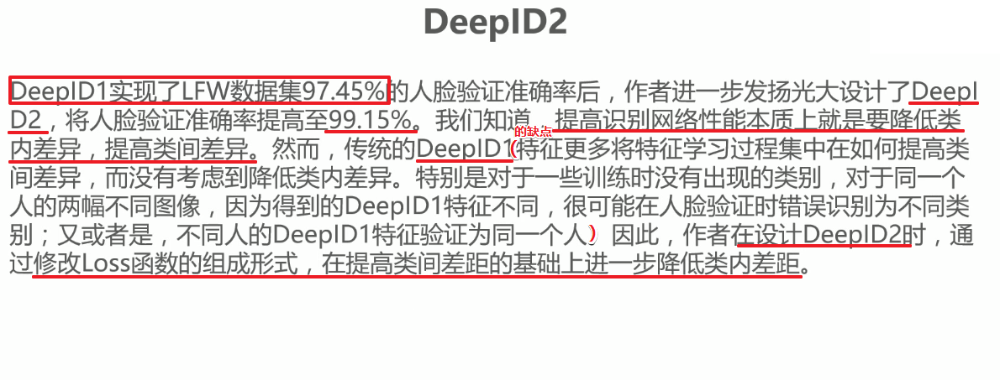 DeepID2
DeepID1实现了LFW数据集97.45%的人脸验证准确率后，作者进一步发扬光大设计了DeepI
D2，将人脸验证准确率提高至99.15%。我们知道，提高识别网络性能本质上就是要降低类
的缺点
内差异，提高类间差异。然而，传统的DeepID1(特征更多将特征学习过程集中在如何提高类
间差异，而没有考虑到降低类内差异。特别是对于一些训练时没有出现的类别，对于同一个
人的两幅不同图像，因为得到的DeepID1特征不同，很可能在人脸验证时错误识别为不同类
别；又或者是，不同人的DeepID1特征验证为同一个人。)因此，作者在设计DeepID2时，通
过修改Loss函数的组成形式，在提高类间差距的基础上进一步降低类内差距。